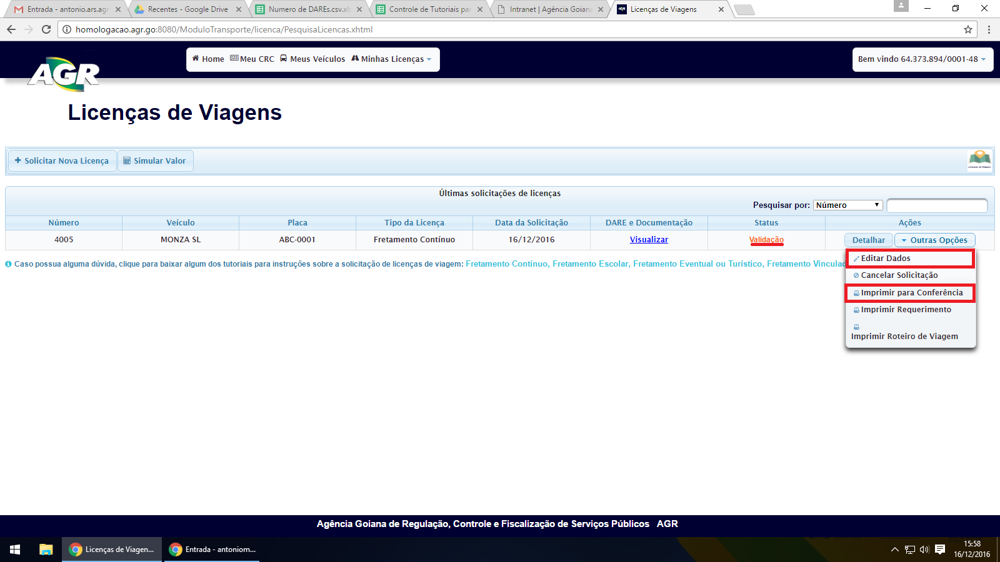 Entrada - antonio.ars.agr
Recentes - Google Drive
Numero de DAREs.csv.xls
Controle de Tutoriais par
Intranet | Agência Goiana
Licenças de Viagens
homologacao.agr.go:8080/ModuloTransporte/licenca/PesquisaLicencas.xhtml
AGR
Home
Meu CRC
Meus Veículos
Minhas Licenças
Bem vindo 64.373.894/0001-48
Licenças de Viagens
+ Solicitar Nova Licença
Simular Valor
Licenças de Viagens
Últimas solicitações de licenças
Pesquisar por: Número
Número Veículo Placa Tipo da Licença Data da Solicitação DARE e Documentação Status Ações
4005 MONZA SL ABC-0001 Fretamento Contínuo 16/12/2016 Visualizar Validação Detalhar Outras Opções
Caso possua alguma dúvida, clique para baixar algum dos tutoriais para instruções sobre a solicitação de licenças de viagem: Fretamento Continuo, Fretamento Escolar, Fretamento Eventual ou Turístico, Fretamento Vinculad
Editar Dados
Cancelar Solicitação
Imprimir para Conferência
Imprimir Requerimento
Imprimir Roteiro de Viagem
Agência Goiana de Regulação, Controle e Fiscalização de Serviços Públicos AGR
Licenças de Viagen...
Entrada - antoniom...
15:58
16/12/2016